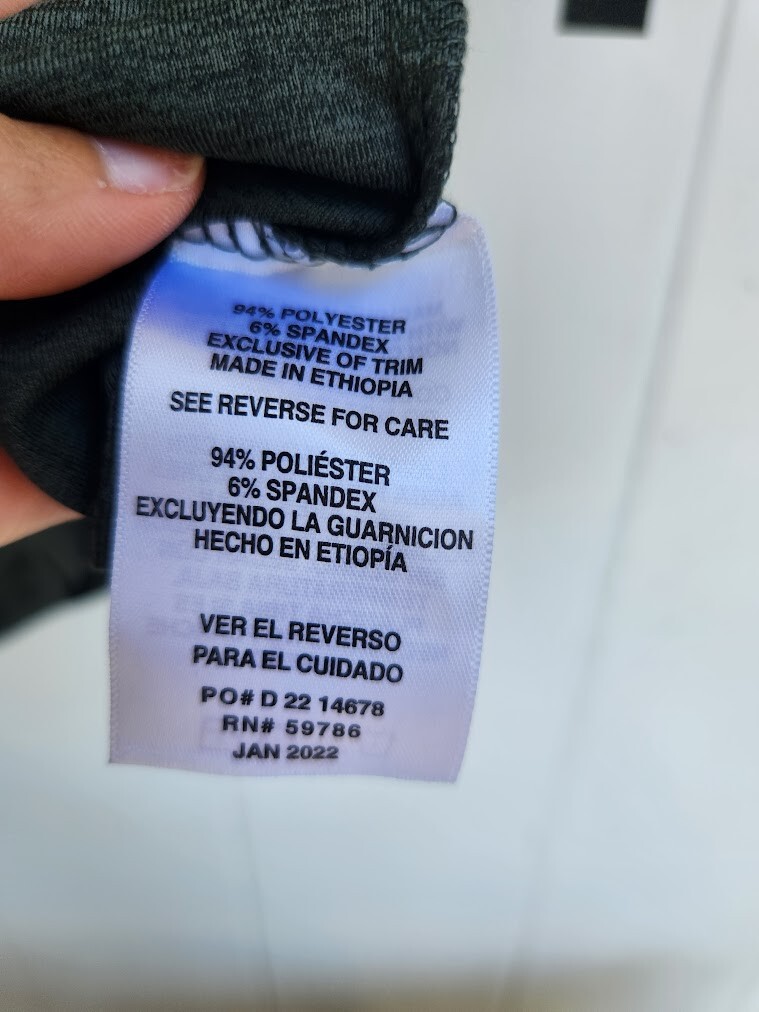 94% POLYESTER
6% SPANDEX
EXCLUSIVE OF TRIM
MADE IN ETHIOPIA
SEE REVERSE FOR CARE
94% POLIÉSTER
6% SPANDEX
EXCLUYENDO LA GUARNICION
HECHO EN ETIOPÍA
VER EL REVERSO
PARA EL CUIDADO
PO# D 22 14678
RN# 59786
JAN 2022